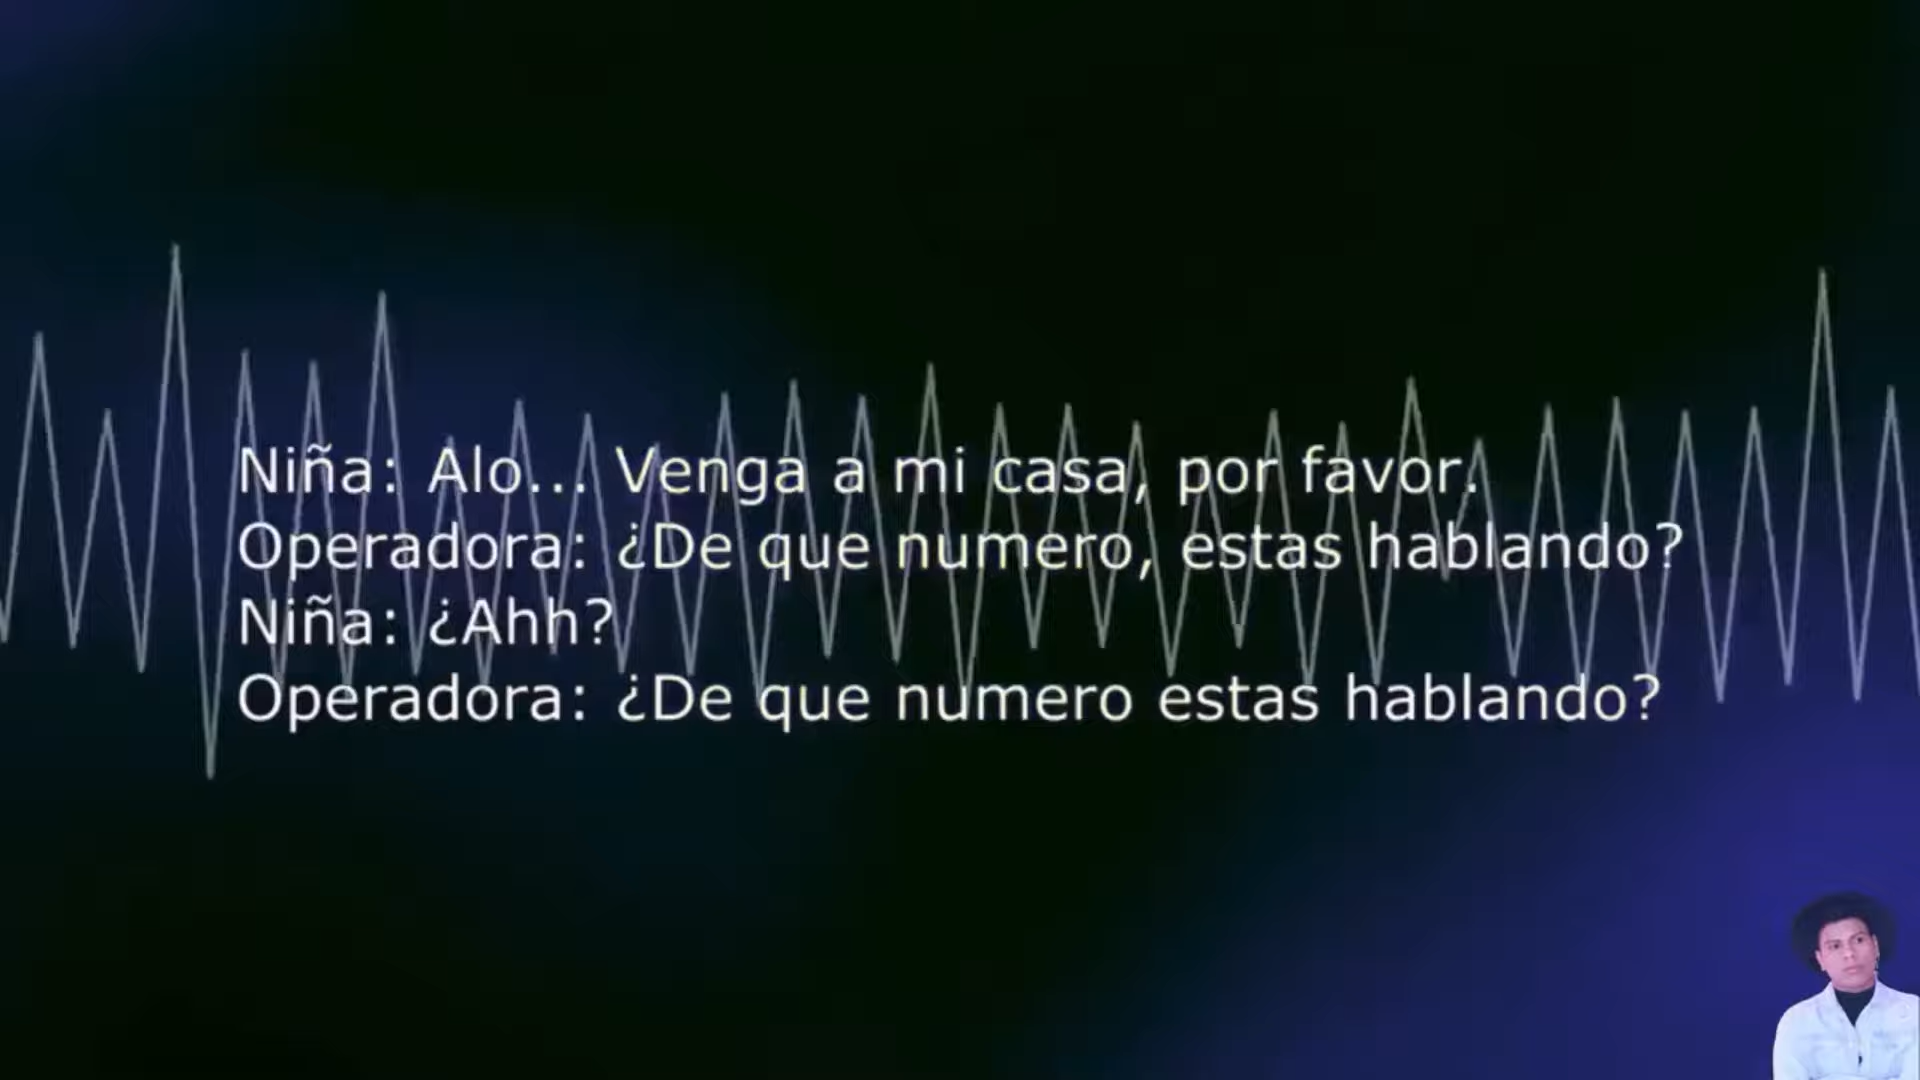 Niña: Alo... Venga a mi casa, por favor.
Operadora: ¿De que numero, estas hablando?
Niña: ¿Ahh?
Operadora: ¿De que numero estas hablando?